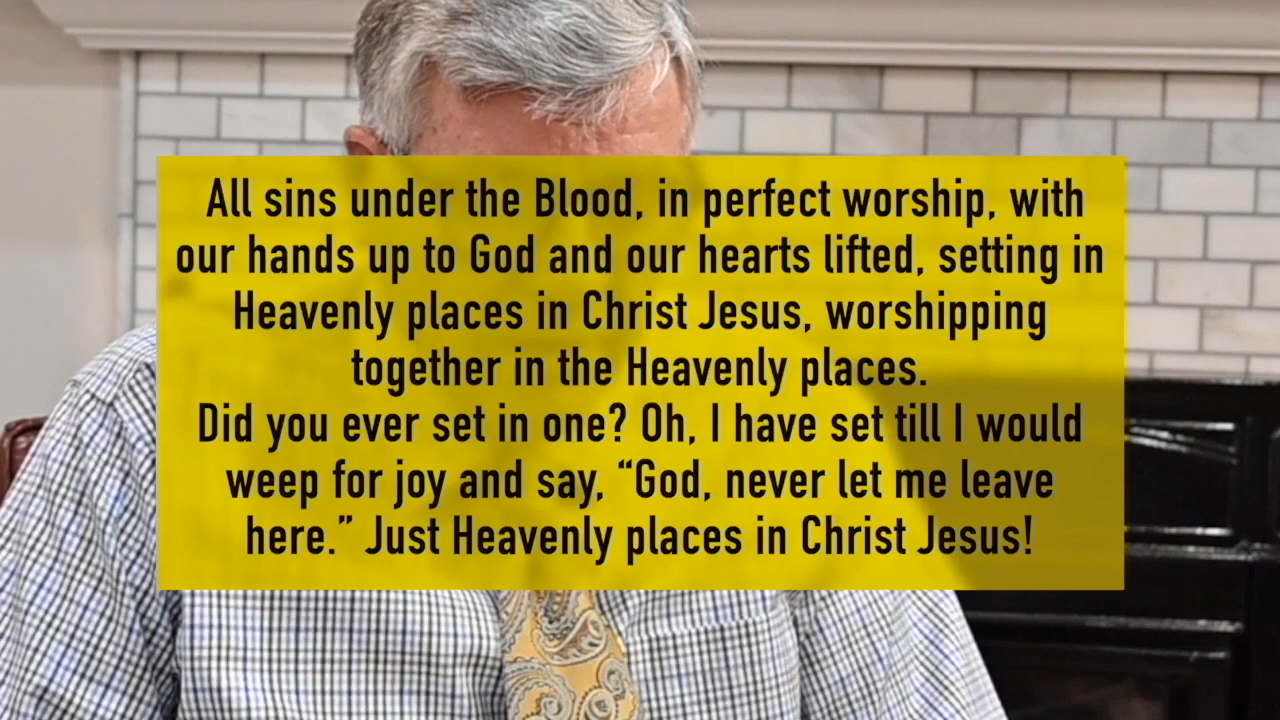 All sins under the Blood, in perfect worship, with
our hands up to God and our hearts lifted, setting in
Heavenly places in Christ Jesus, worshipping
together in the Heavenly places.
Did you ever set in one? Oh, I have set till I would
weep for joy and say, “God, never let me leave
here.” Just Heavenly places in Christ Jesus!